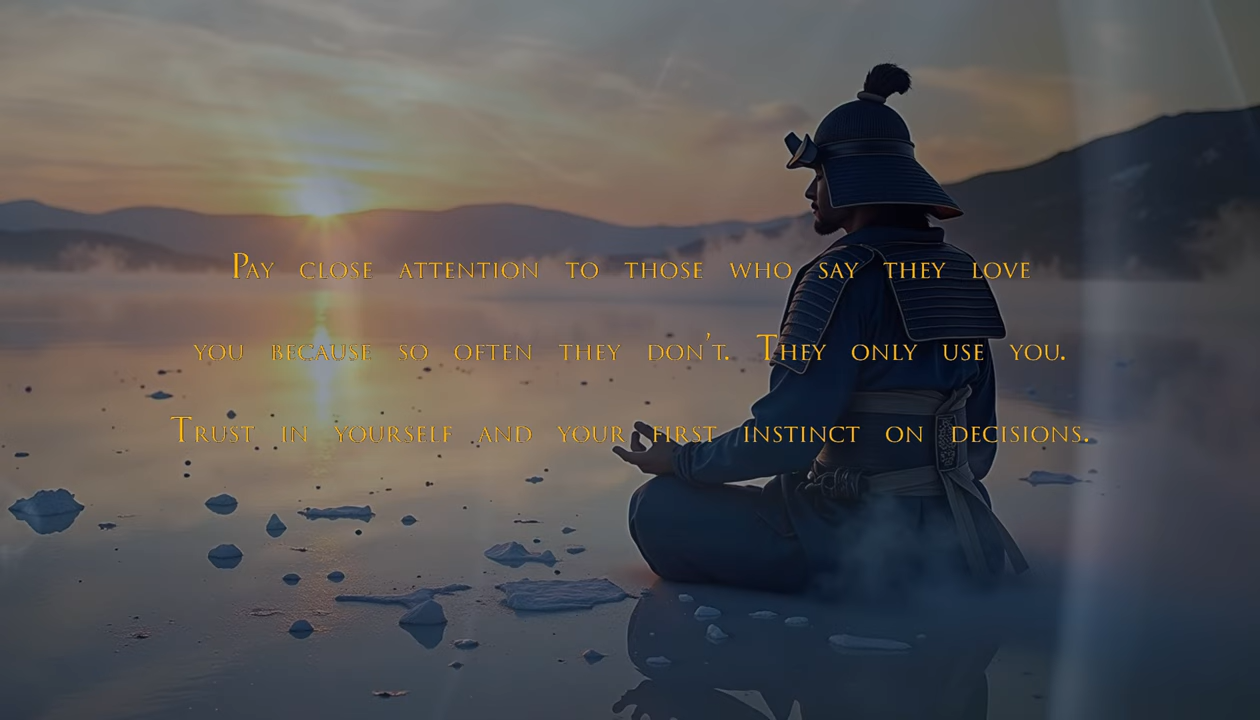 Pay close attention to those who say they love
you because so often they don't. They only use you.
Trust in yourself and your first instinct on decisions.